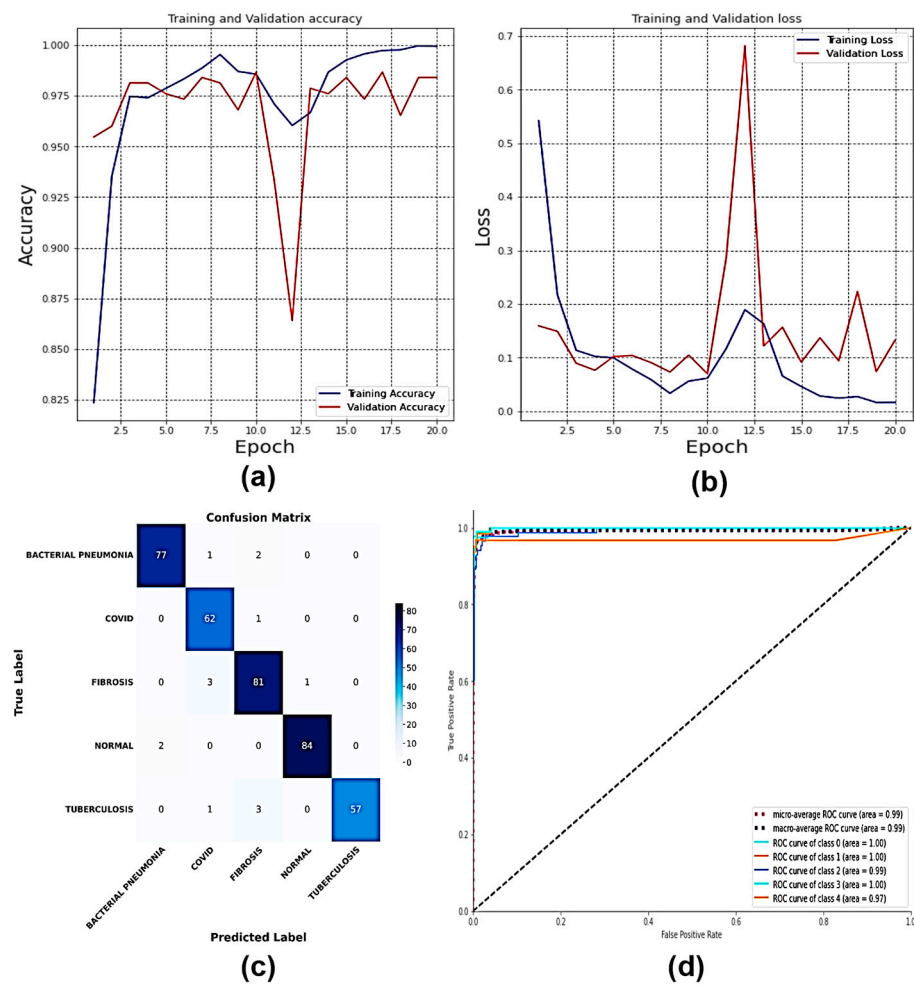 Training and Validation accuracy
1.000
0.975
0.950
0.925
0.900
0.875
0.850
0.825
Accuracy
Training Accuracy
Validation Accuracy
2.5 5.0 7.5 10.0 12.5 15.0 17.5 20.0
Epoch
(a)
Training and Validation loss
0.7
0.6
0.5
0.4
0.3
0.2
0.1
0.0
Loss
Training Loss
Validation Loss
2.5 5.0 7.5 10.0 12.5 15.0 17.5 20.0
Epoch
(b)
Confusion Matrix
True Label
BACTERIAL PNEUMONIA 77 1 2 0 0
COVID 0 62 1 0 0
FIBROSIS 0 3 81 1 0
NORMAL 2 0 0 84 0
TUBERCULOSIS 0 1 3 0 57
BACTERIAL PNEUMONIA
COVID
FIBROSIS
NORMAL
TUBERCULOSIS
Predicted Label
80
70
60
50
40
30
20
10
0
(c)
1.0
0.8
0.6
0.4
0.2
0.0
True Positive Rate
micro-average ROC curve (area = 0.99)
macro-average ROC curve (area = 0.99)
ROC curve of class 0 (area = 1.00)
ROC curve of class 1 (area = 1.00)
ROC curve of class 2 (area = 0.99)
ROC curve of class 3 (area = 1.00)
ROC curve of class 4 (area = 0.97)
0.0 0.2 0.4 0.6 0.8 1.0
False Positive Rate
(d)